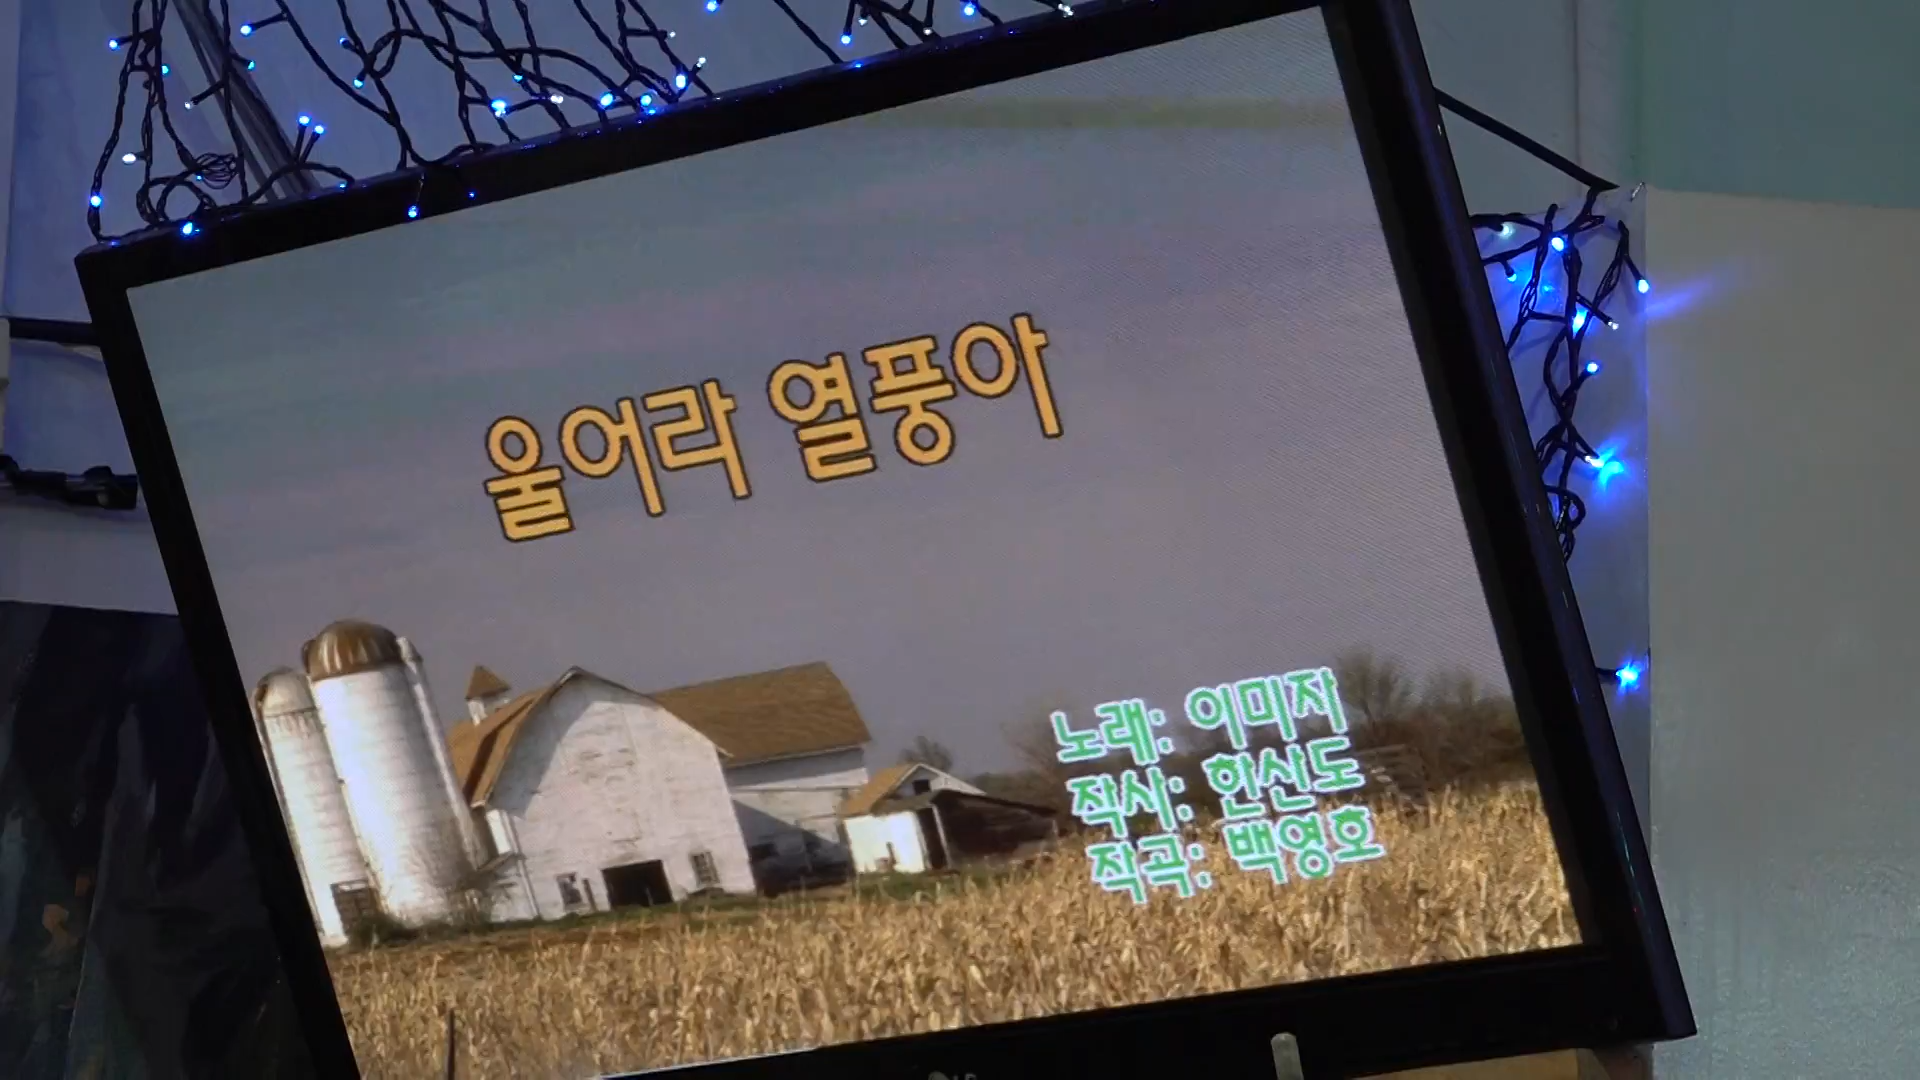 울어라 열풍아
노래: 이미자
작사: 한산도
작곡: 백영호